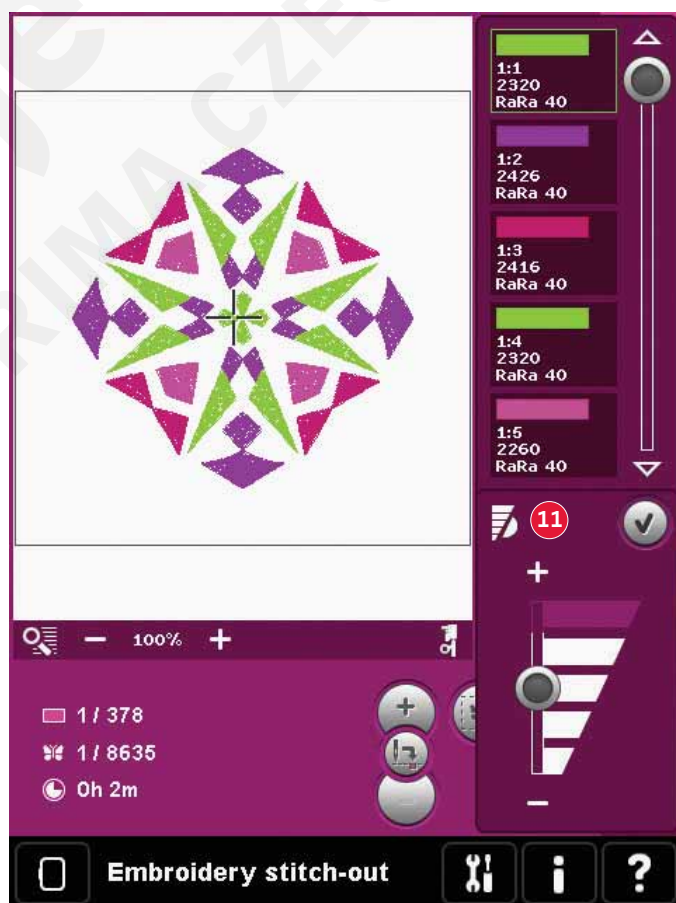 1:1
2320
RaRa 40
1:2
2426
RaRa 40
1:3
2416
RaRa 40
1:4
2320
RaRa 40
1:5
2260
RaRa 40
11
+
−
− 100% +
1 / 378
1 / 8635
0h 2m
+
Embroidery stitch-out
i
?